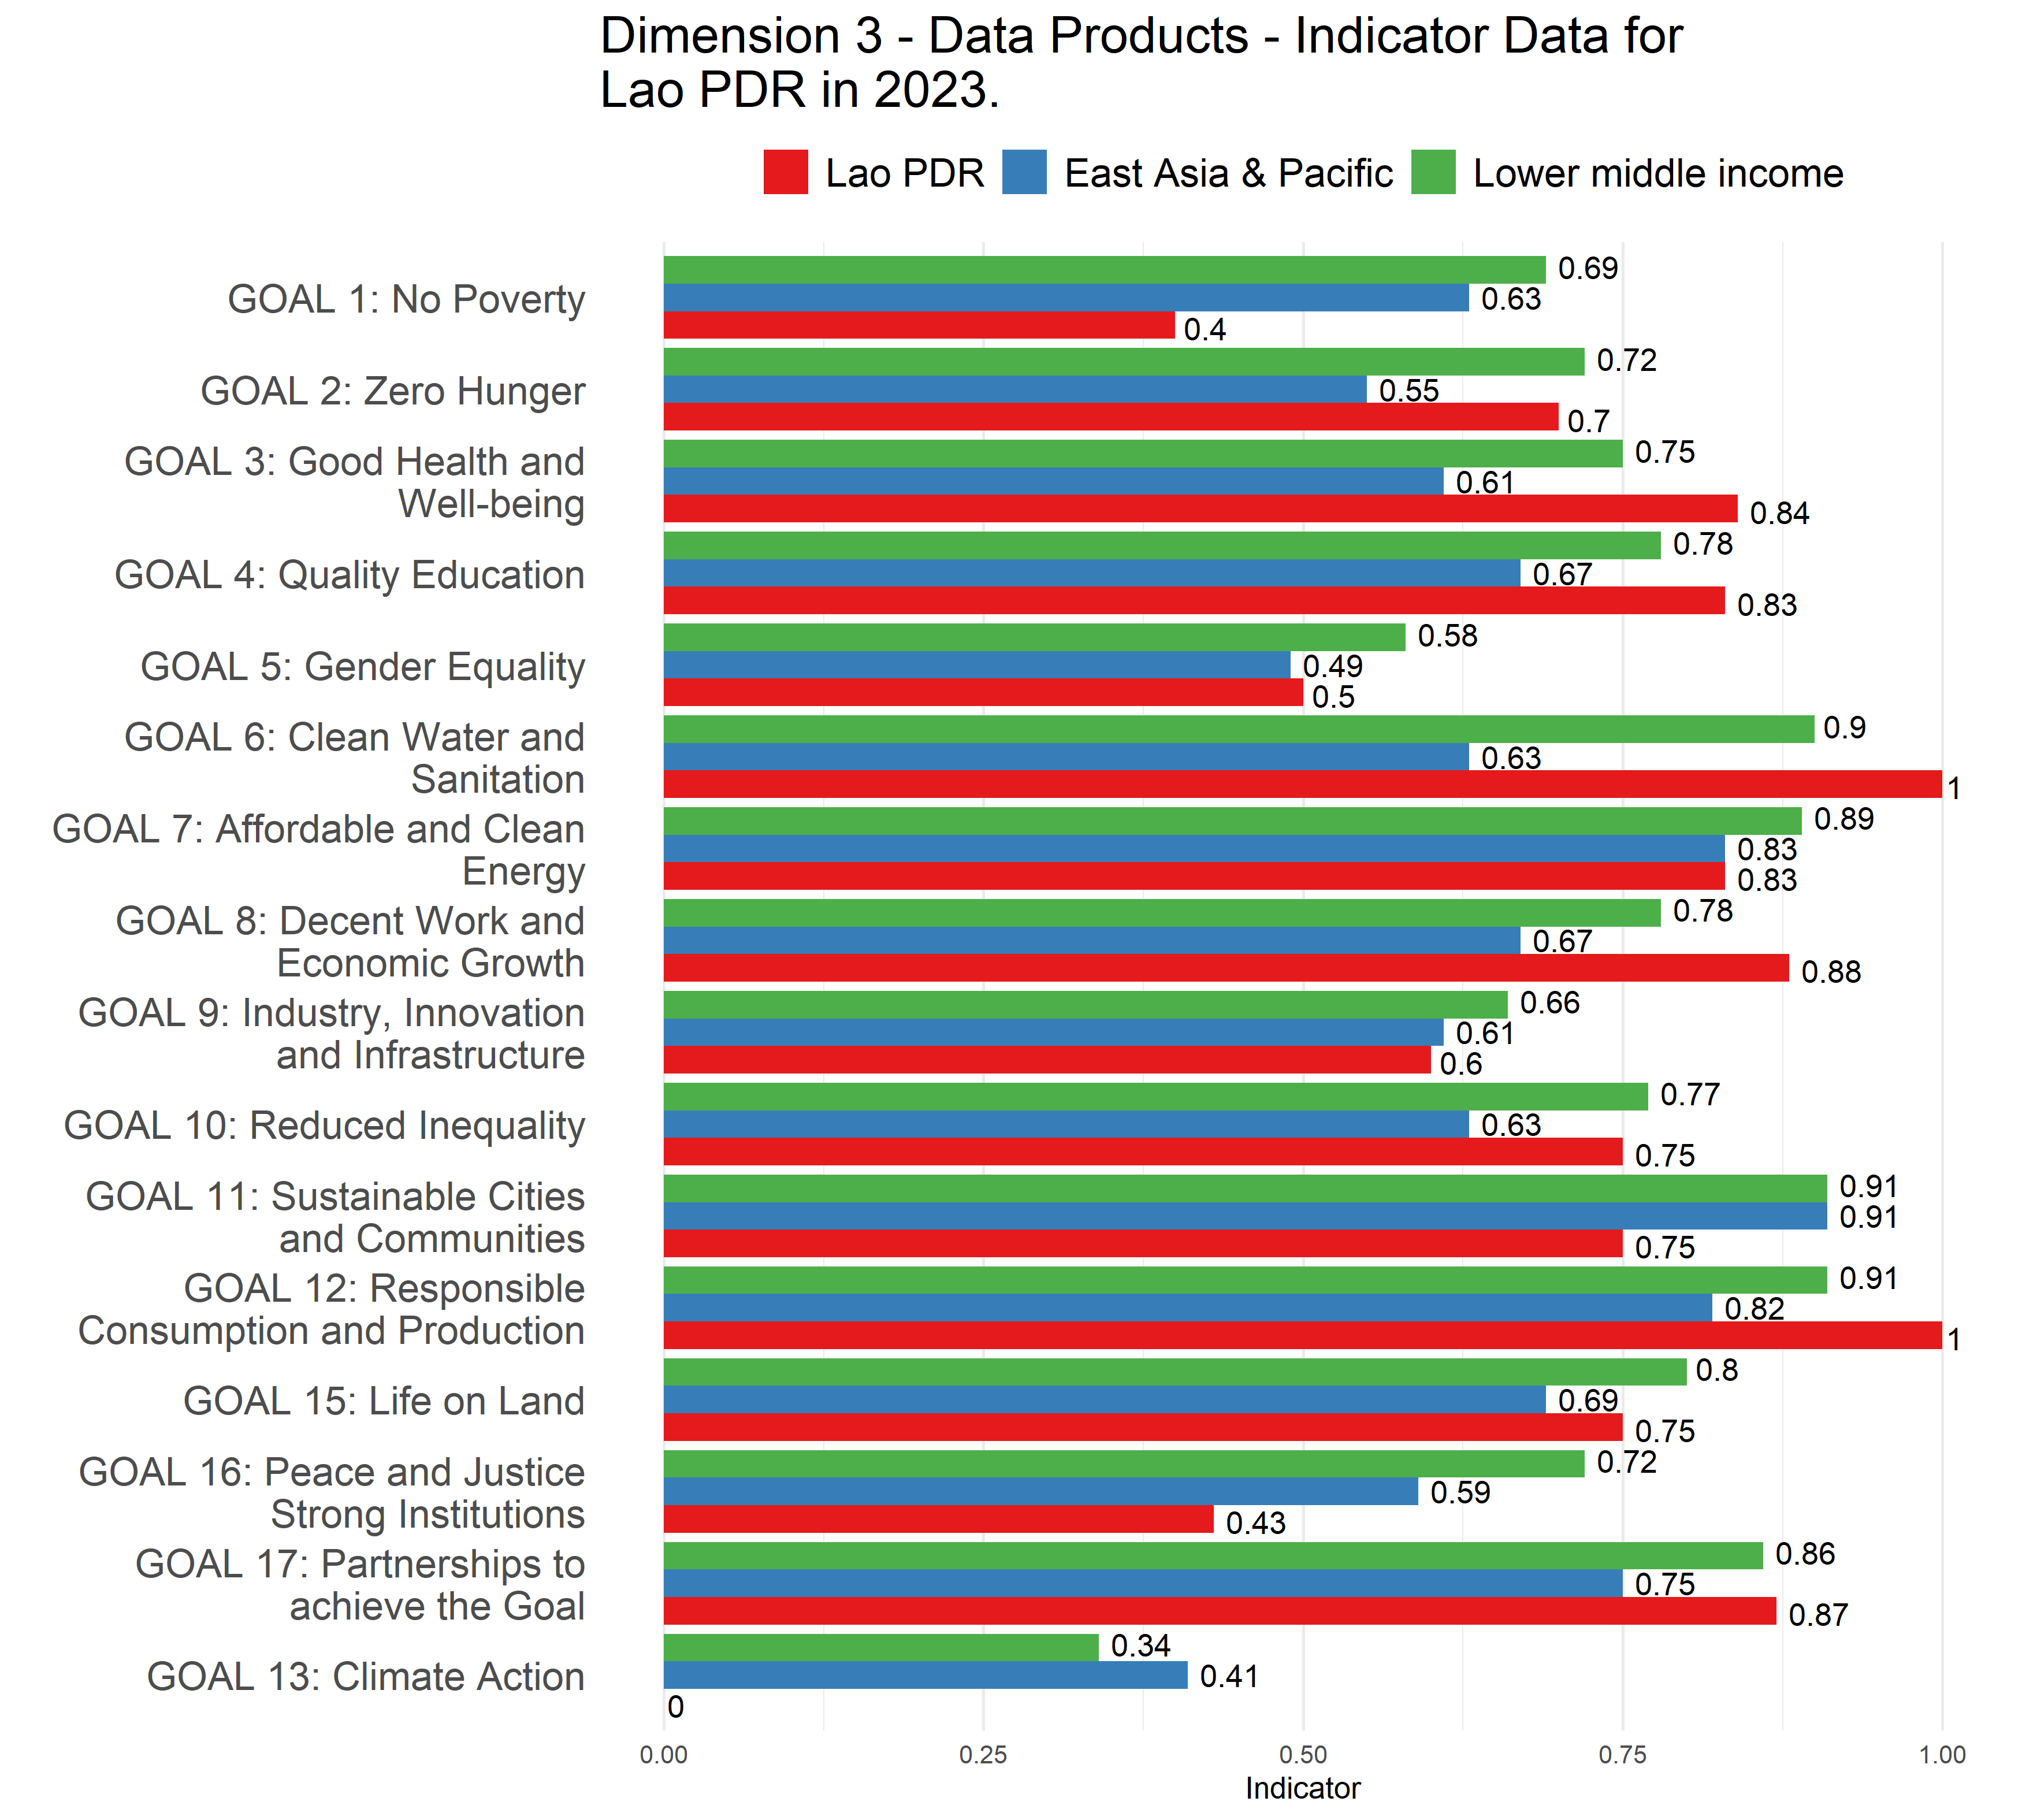 Dimension 3 - Data Products - Indicator Data for
Lao PDR in 2023.
Lao PDR
East Asia & Pacific
Lower middle income
GOAL 1: No Poverty
0.69
0.63
0.4
GOAL 2: Zero Hunger
0.72
0.55
0.7
GOAL 3: Good Health and
Well-being
0.75
0.61
0.84
GOAL 4: Quality Education
0.78
0.67
0.83
GOAL 5: Gender Equality
0.58
0.49
0.5
GOAL 6: Clean Water and
Sanitation
0.9
0.63
1
GOAL 7: Affordable and Clean
Energy
0.89
0.83
0.83
GOAL 8: Decent Work and
Economic Growth
0.78
0.67
0.88
GOAL 9: Industry, Innovation
and Infrastructure
0.66
0.61
0.6
GOAL 10: Reduced Inequality
0.77
0.63
0.75
GOAL 11: Sustainable Cities
and Communities
0.91
0.91
0.75
GOAL 12: Responsible
Consumption and Production
0.91
0.82
1
GOAL 15: Life on Land
0.8
0.69
0.75
GOAL 16: Peace and Justice
Strong Institutions
0.72
0.59
0.43
GOAL 17: Partnerships to
achieve the Goal
0.86
0.75
0.87
GOAL 13: Climate Action
0.34
0.41
0
0.00
0.25
0.50
0.75
1.00
Indicator